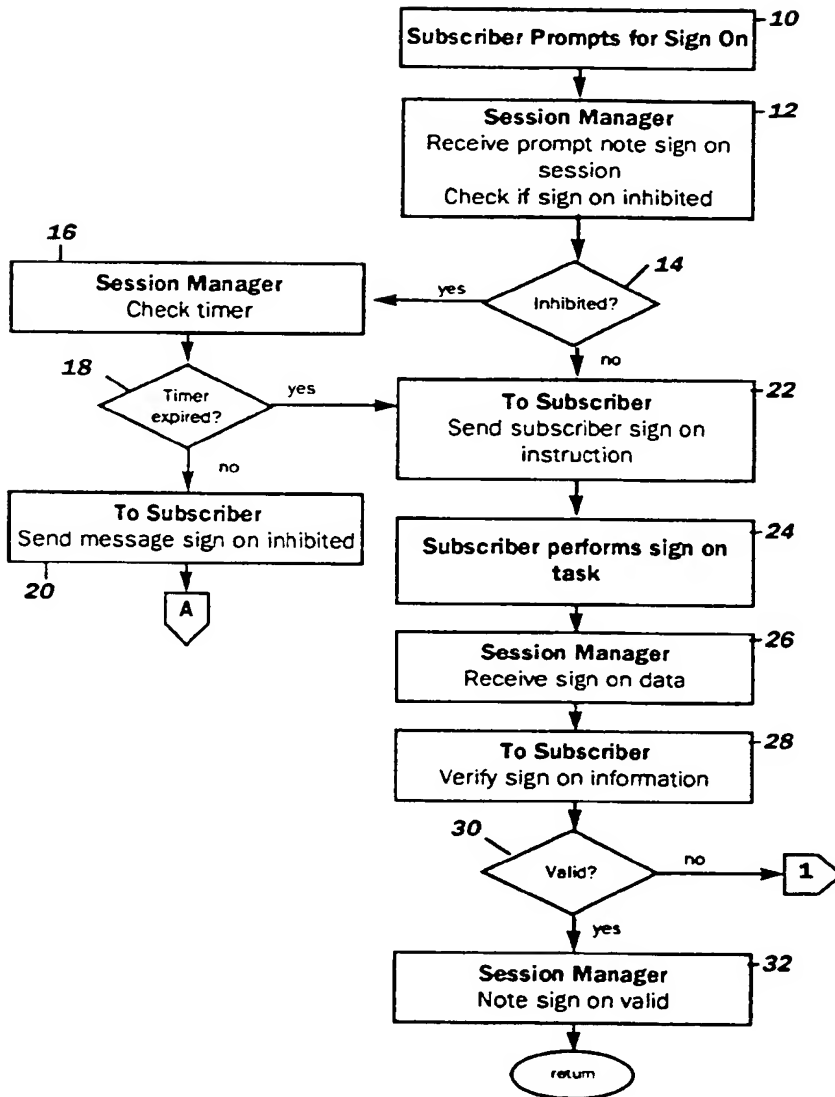 10
Subscriber Prompts for Sign On
12
Session Manager
Receive prompt note sign on
session
Check if sign on inhibited
16
Session Manager
Check timer
yes
Inhibited?
14
no
18
Timer
expired?
yes
no
To Subscriber
Send subscriber sign on
instruction
22
To Subscriber
Send message sign on inhibited
20
A
Subscriber performs sign on
task
24
Session Manager
Receive sign on data
26
To Subscriber
Verify sign on information
28
30
Valid?
no
1
yes
Session Manager
Note sign on valid
32
return